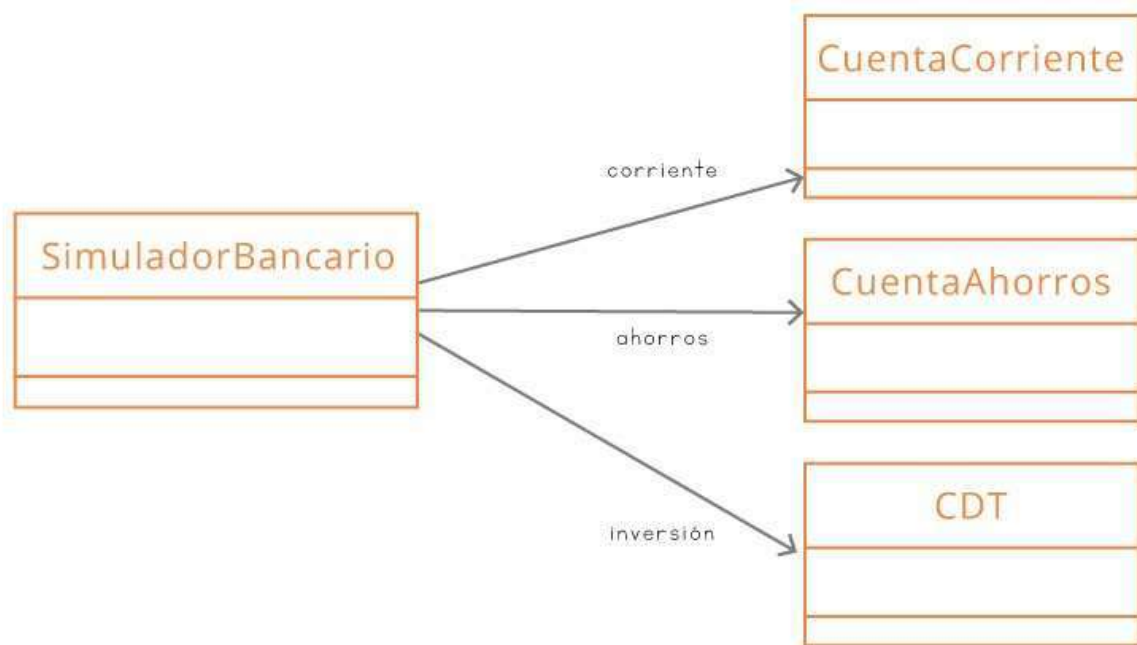 CuentaCorriente
corriente
SimuladorBancario
CuentaAhorros
ahorros
CDT
inversión